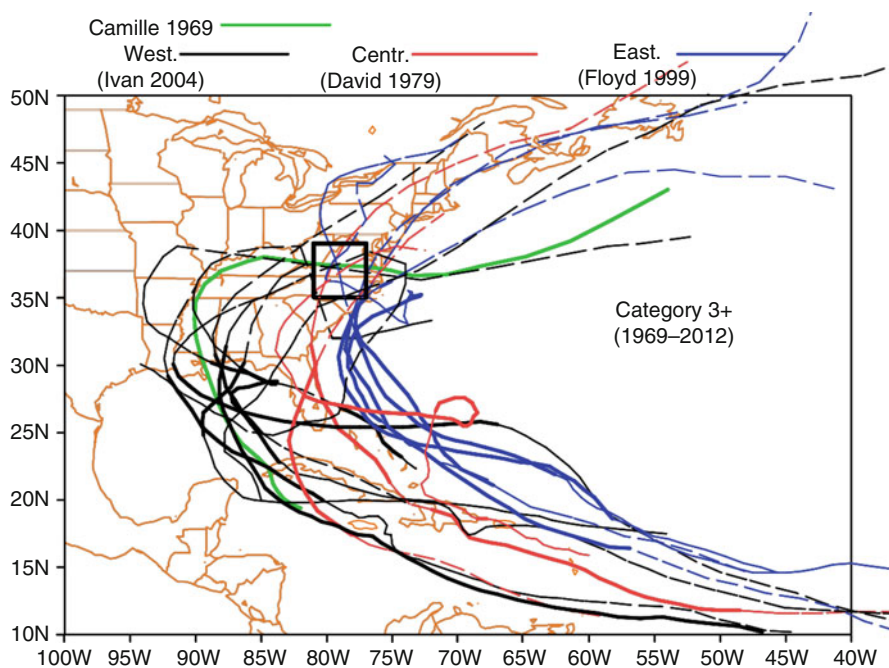 Camille 1969
West. Centr. East.
(Ivan 2004) (David 1979) (Floyd 1999)
50N
45N
40N
35N
Category 3+
(1969–2012)
30N
25N
20N
15N
10N
100W 95W 90W 85W 80W 75W 70W 65W 60W 55W 50W 45W 40W